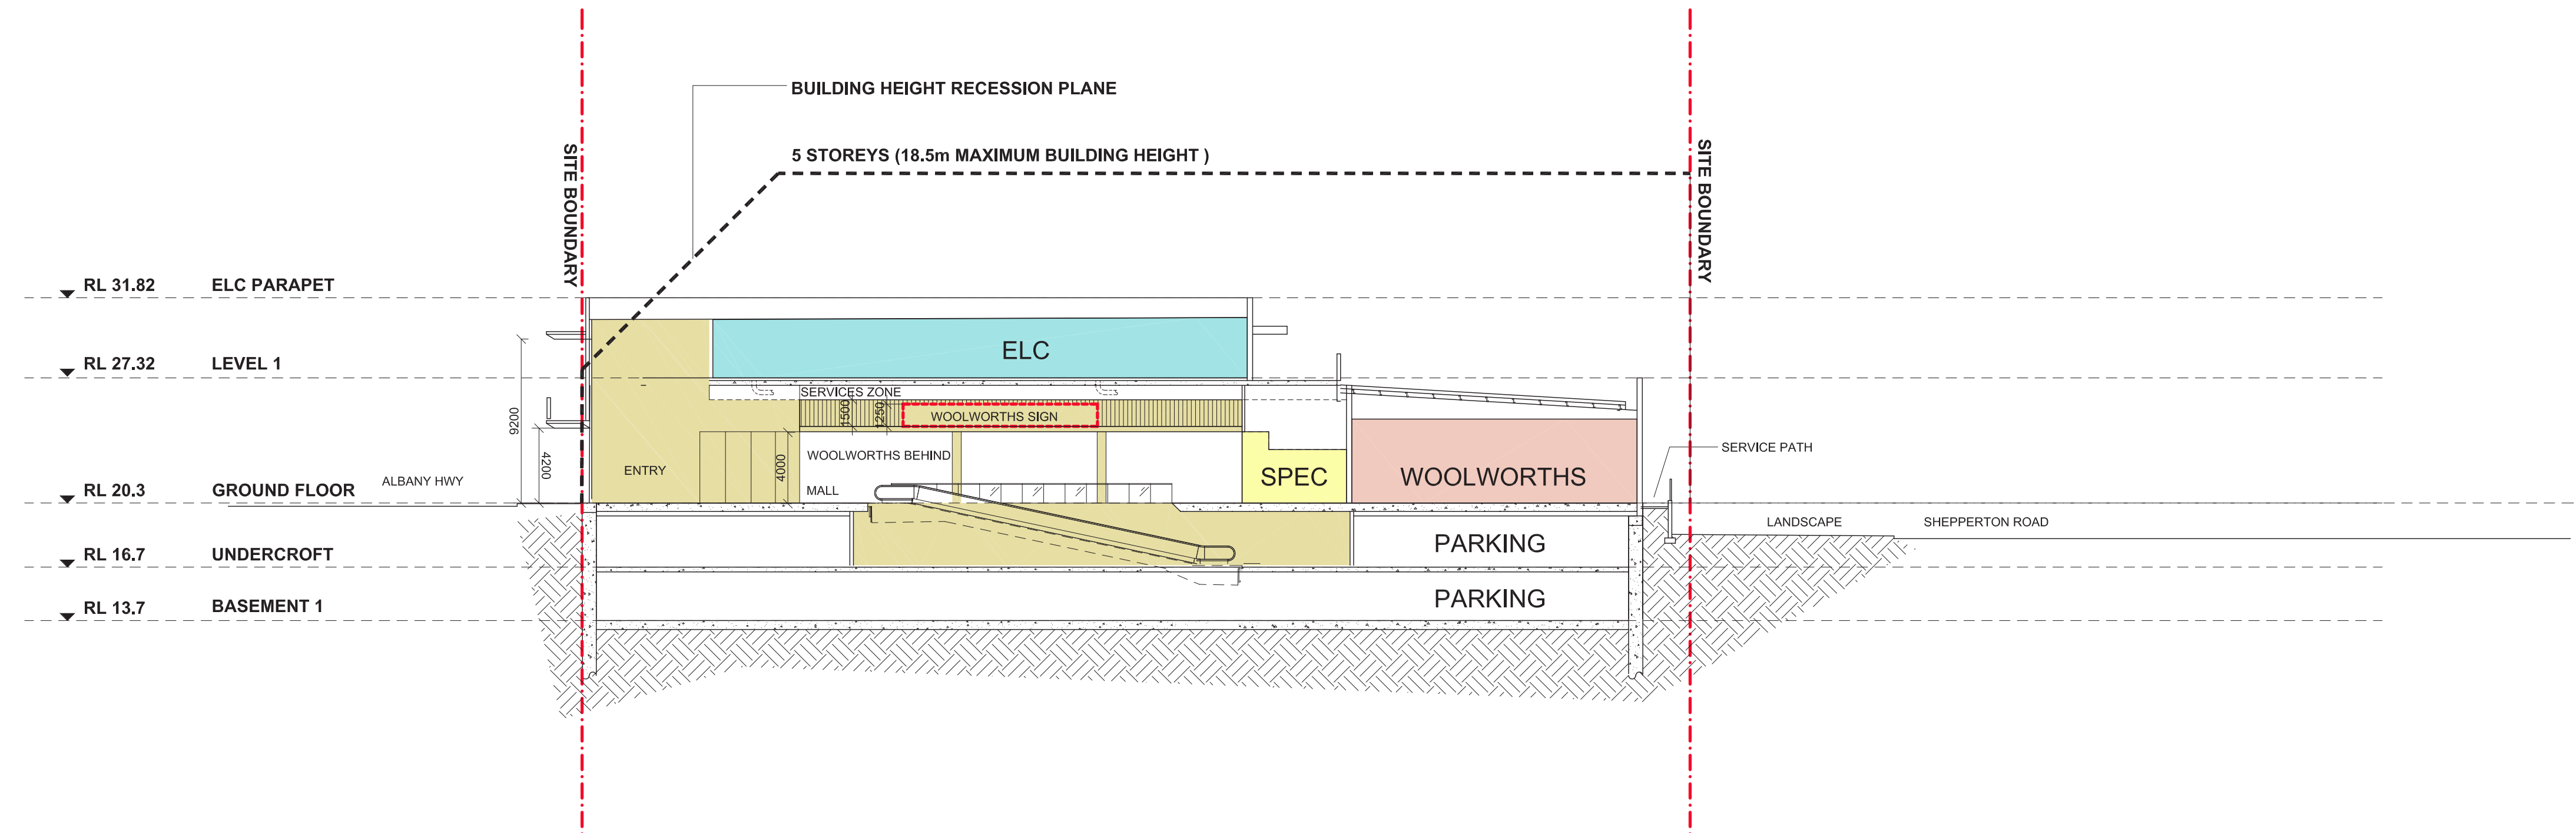 BUILDING HEIGHT RECESSION PLANE
5 STOREYS (18.5m MAXIMUM BUILDING HEIGHT )
SITE BOUNDARY
SITE BOUNDARY
RL 31.82 ELC PARAPET
RL 27.32 LEVEL 1
ELC
SERVICES ZONE
1500
1250
WOOLWORTHS SIGN
9200
4200
4000
WOOLWORTHS BEHIND
ENTRY
MALL
SPEC
WOOLWORTHS
SERVICE PATH
RL 20.3 GROUND FLOOR
ALBANY HWY
LANDSCAPE
SHEPPERTON ROAD
RL 16.7 UNDERCROFT
PARKING
RL 13.7 BASEMENT 1
PARKING